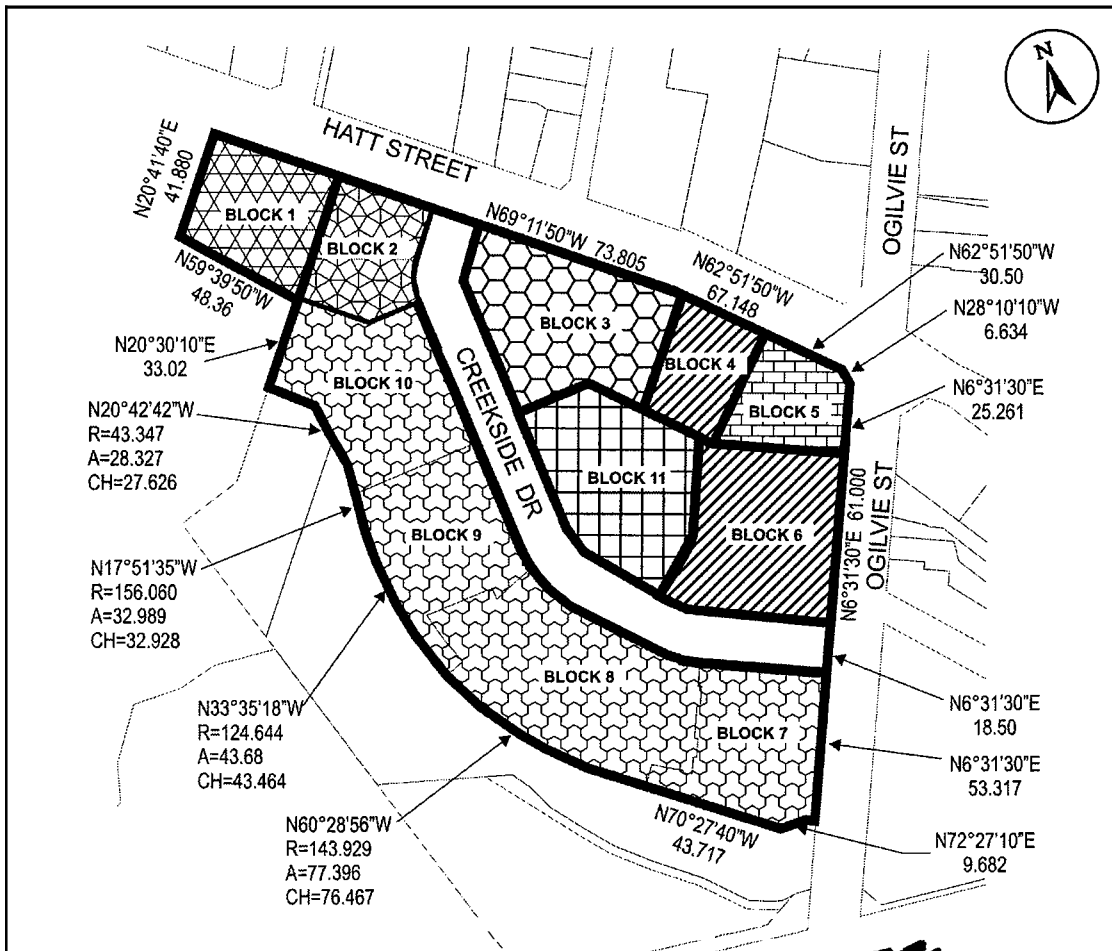 N
HATT STREET
OGILVIE ST
N20°41'40"E
41.880
BLOCK 1
BLOCK 2
N69°11'50"W 73.805
N62°51'50"W
67.148
N62°51'50"W
30.50
N28°10'10"W
6.634
N59°39'50"W
48.36
BLOCK 3
BLOCK 4
BLOCK 5
N20°30'10"E
33.02
BLOCK 10
CREEKSIDE DR
N6°31'30"E
25.261
N20°42'42"W
R=43.347
A=28.327
CH=27.626
BLOCK 11
BLOCK 9
BLOCK 6
N6°31'30"E 61.000
OGILVIE ST
N17°51'35"W
R=156.060
A=32.989
CH=32.928
BLOCK 8
BLOCK 7
N6°31'30"E
18.50
N33°35'18"W
R=124.644
A=43.68
CH=43.464
N6°31'30"E
53.317
N60°28'56"W
R=143.929
A=77.396
CH=76.467
N70°27'40"W
43.717
N72°27'10"E
9.682